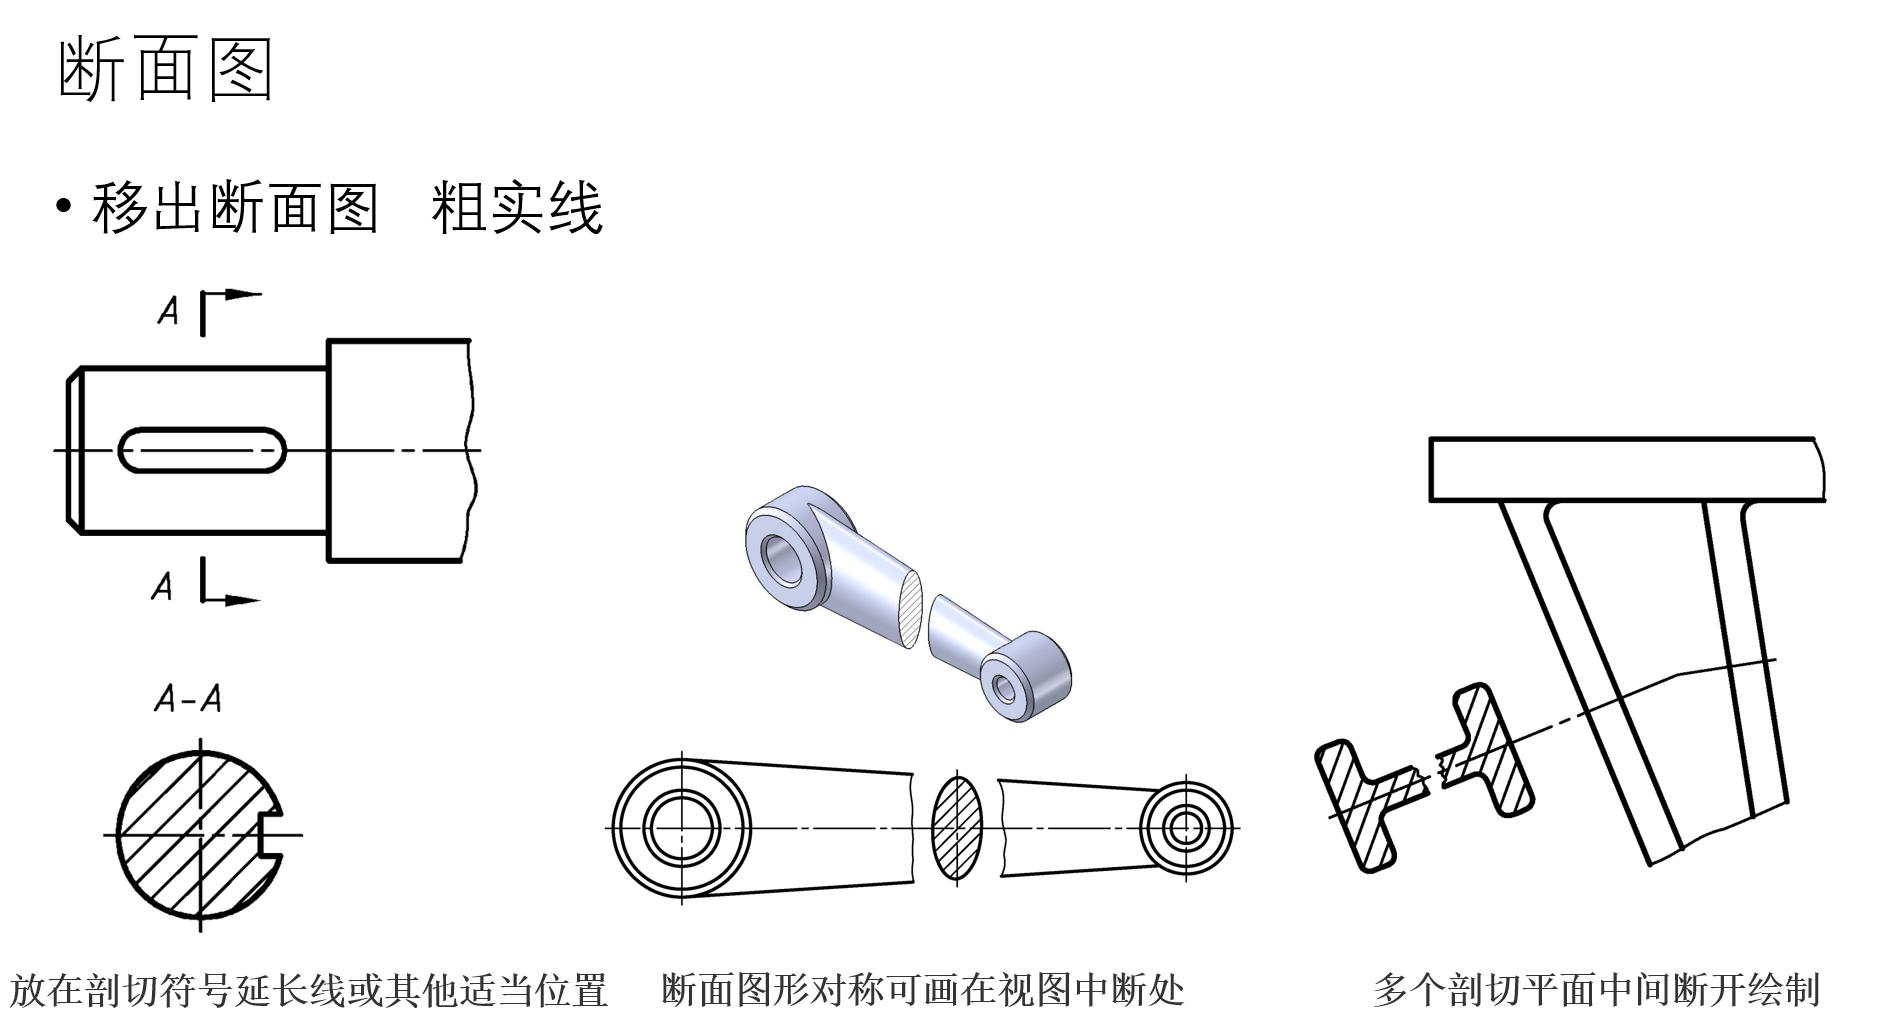 断面图
• 移出断面图 粗实线
A
A
A-A
放在剖切符号延长线或其他适当位置
断面图形对称可画在视图中断处
多个剖切平面中间断开绘制